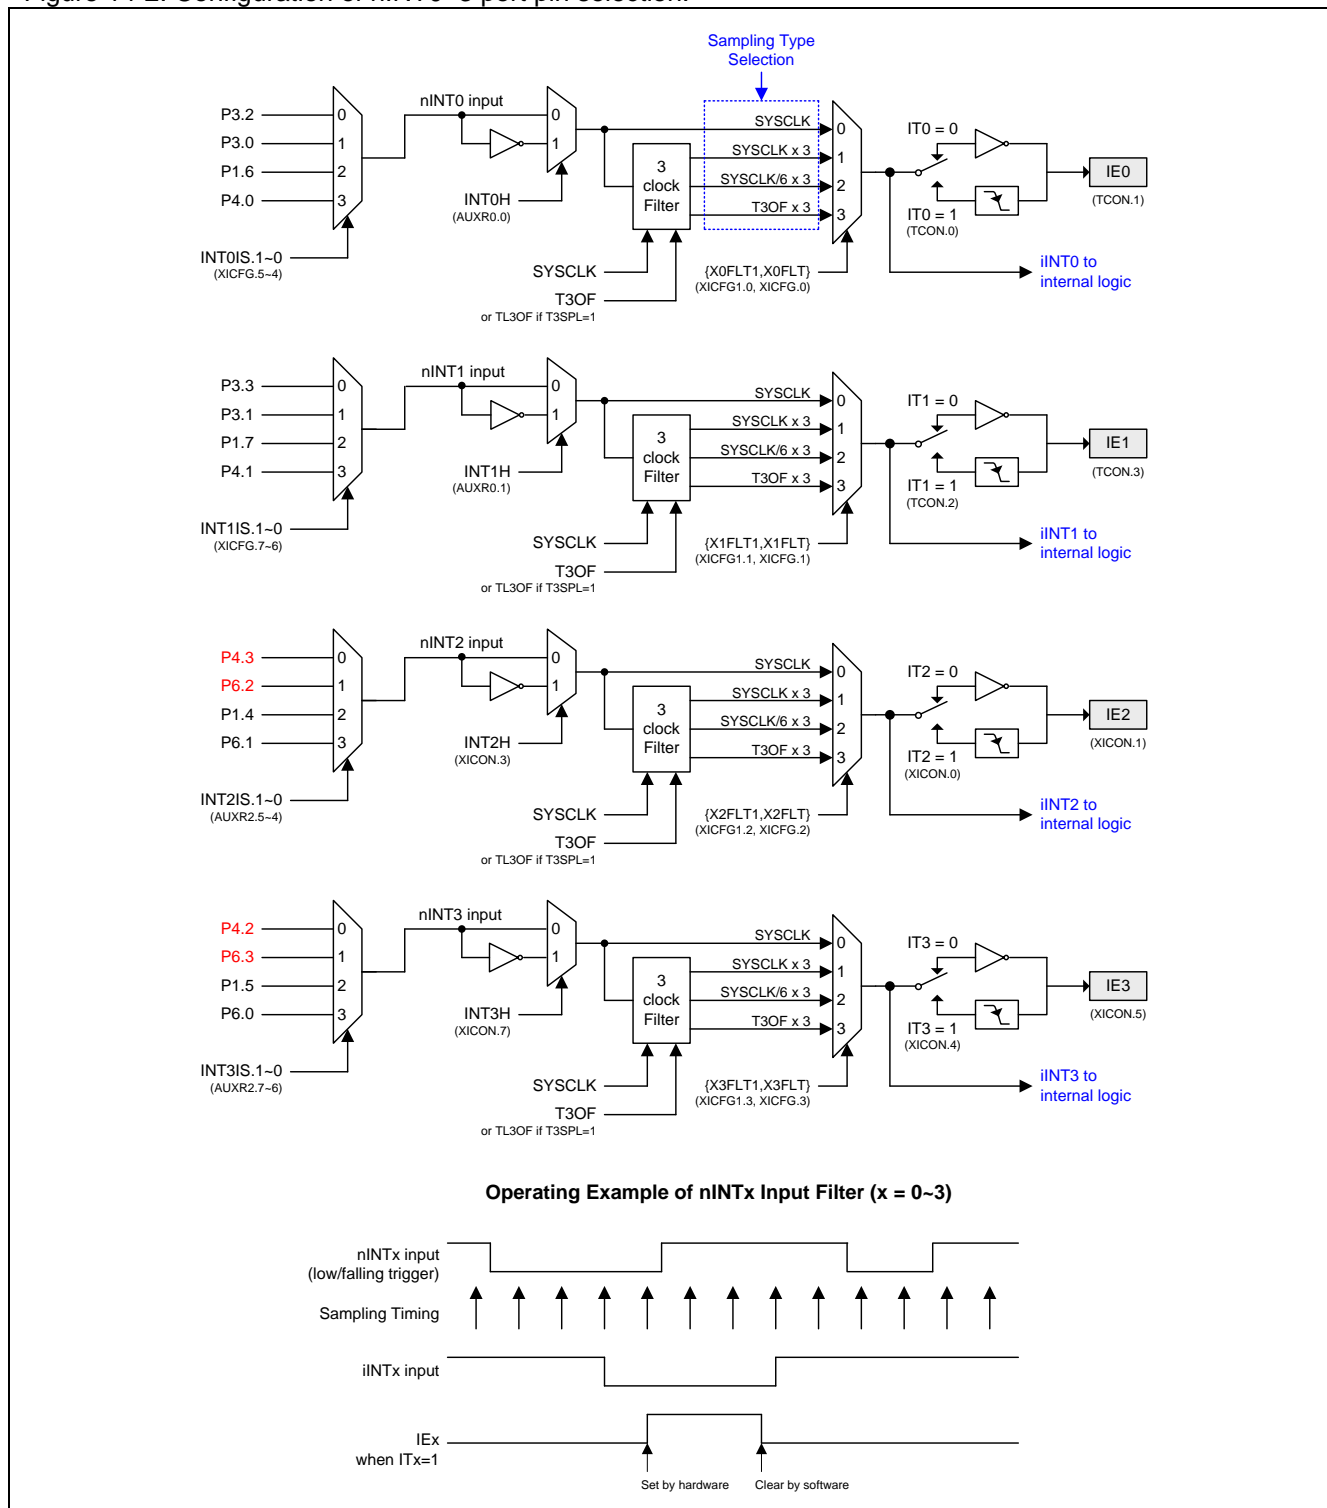 Sampling Type
Selection
P3.2
P3.0
P1.6
P4.0
0
1
2
3
INT0IS.1~0
(XICFG.5~4)
nINT0 input
0
1
INT0H
(AUXR0.0)
3
clock
Filter
SYSCLK
SYSCLK x 3
SYSCLK/6 x 3
T3OF x 3
0
1
2
3
SYSCLK
T3OF
or TL3OF if T3SPL=1
{X0FLT1,X0FLT}
(XICFG1.0, XICFG.0)
IT0 = 0
IT0 = 1
(TCON.0)
IE0
(TCON.1)
iINT0 to
internal logic
P3.3
P3.1
P1.7
P4.1
0
1
2
3
INT1IS.1~0
(XICFG.7~6)
nINT1 input
0
1
INT1H
(AUXR0.1)
3
clock
Filter
SYSCLK
SYSCLK x 3
SYSCLK/6 x 3
T3OF x 3
0
1
2
3
SYSCLK
T3OF
or TL3OF if T3SPL=1
{X1FLT1,X1FLT}
(XICFG1.1, XICFG.1)
IT1 = 0
IT1 = 1
(TCON.2)
IE1
(TCON.3)
iINT1 to
internal logic
P4.3
P6.2
P1.4
P6.1
0
1
2
3
INT2IS.1~0
(AUXR2.5~4)
nINT2 input
0
1
INT2H
(XICON.3)
3
clock
Filter
SYSCLK
SYSCLK x 3
SYSCLK/6 x 3
T3OF x 3
0
1
2
3
SYSCLK
T3OF
or TL3OF if T3SPL=1
{X2FLT1,X2FLT}
(XICFG1.2, XICFG.2)
IT2 = 0
IT2 = 1
(XICON.0)
IE2
(XICON.1)
iINT2 to
internal logic
P4.2
P6.3
P1.5
P6.0
0
1
2
3
INT3IS.1~0
(AUXR2.7~6)
nINT3 input
0
1
INT3H
(XICON.7)
3
clock
Filter
SYSCLK
SYSCLK x 3
SYSCLK/6 x 3
T3OF x 3
0
1
2
3
SYSCLK
T3OF
or TL3OF if T3SPL=1
{X3FLT1,X3FLT}
(XICFG1.3, XICFG.3)
IT3 = 0
IT3 = 1
(XICON.4)
IE3
(XICON.5)
iINT3 to
internal logic
Operating Example of nINTx Input Filter (x = 0~3)
nINTx input
(low/falling trigger)
Sampling Timing
iINTx input
IEx
when ITx=1
Set by hardware
Clear by software